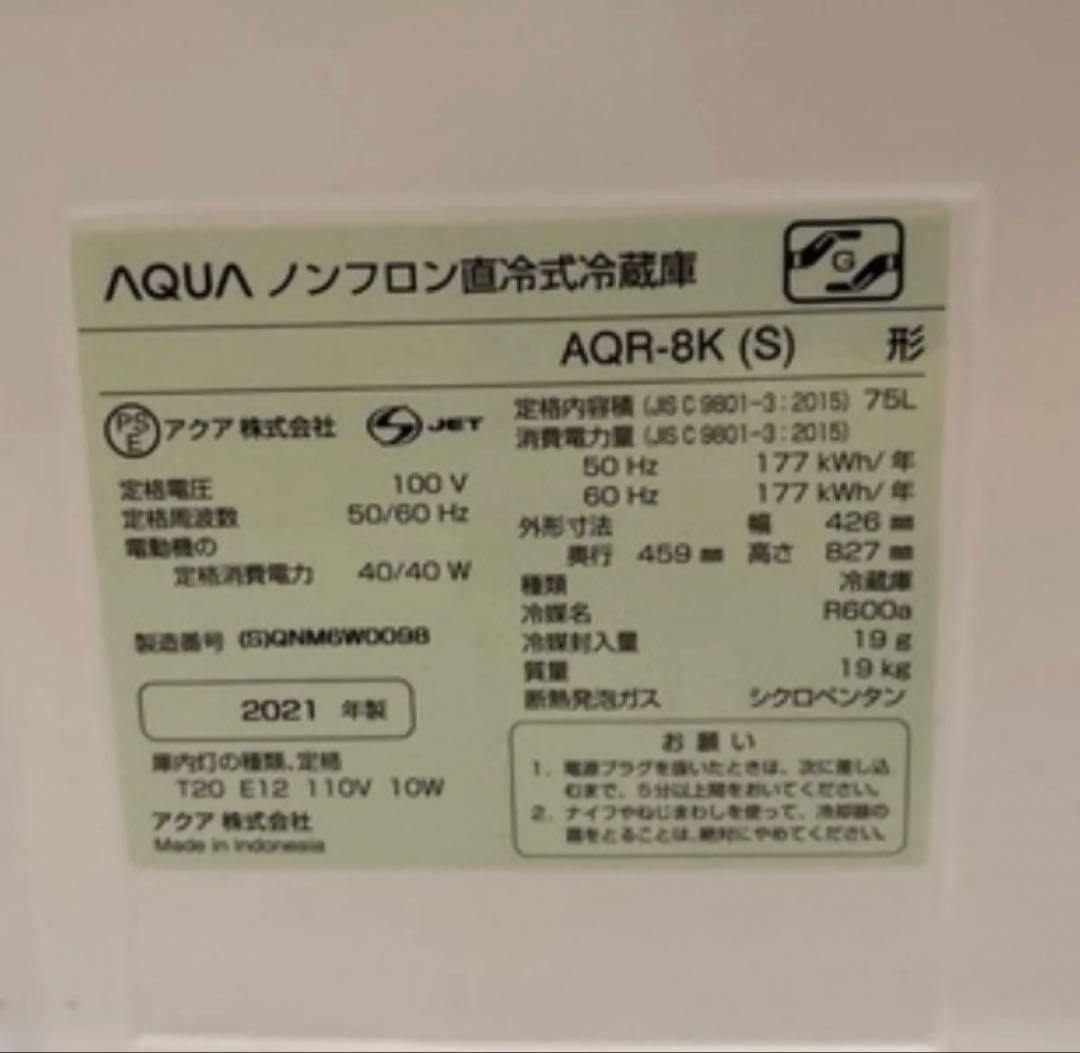 AQUA ノンフロン直冷式冷蔵庫
G
AQR-8K (S) 形
PSE アクア 株式会社 JET
定格電圧 100 V
定格周波数 50/60 Hz
電動機の
定格消費電力 40/40 W
製造番号 (S)QNM6W0098
2021 年製
庫内灯の種類、定格
T20 E12 110V 10W
アクア 株式会社
Made in Indonesia
定格内容積 (JIS C 9801-3:2015) 75L
消費電力量 (JIS C 9801-3:2015)
50 Hz 177 kWh/年
60 Hz 177 kWh/年
外形寸法 幅 426 mm
奥行 459 mm 高さ 827 mm
種類 冷蔵庫
冷媒名 R600a
冷媒封入量 19 g
質量 19 kg
断熱発泡ガス シクロペンタン
お願い
1. 電源プラグを抜いたときは、次に差し込
むまで、5分以上間をおいてください。
2. ナイフやねじまわしを使って、冷却器の
霜をとることは、絶対にやめてください。